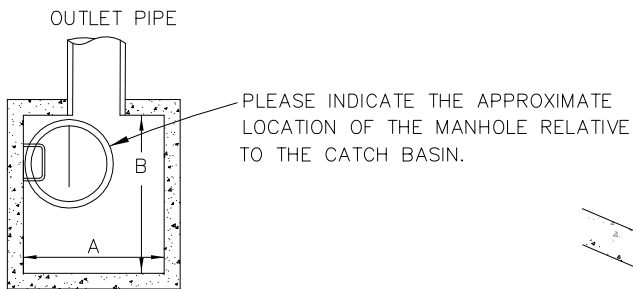 OUTLET PIPE
PLEASE INDICATE THE APPROXIMATE
LOCATION OF THE MANHOLE RELATIVE
TO THE CATCH BASIN.
B
A